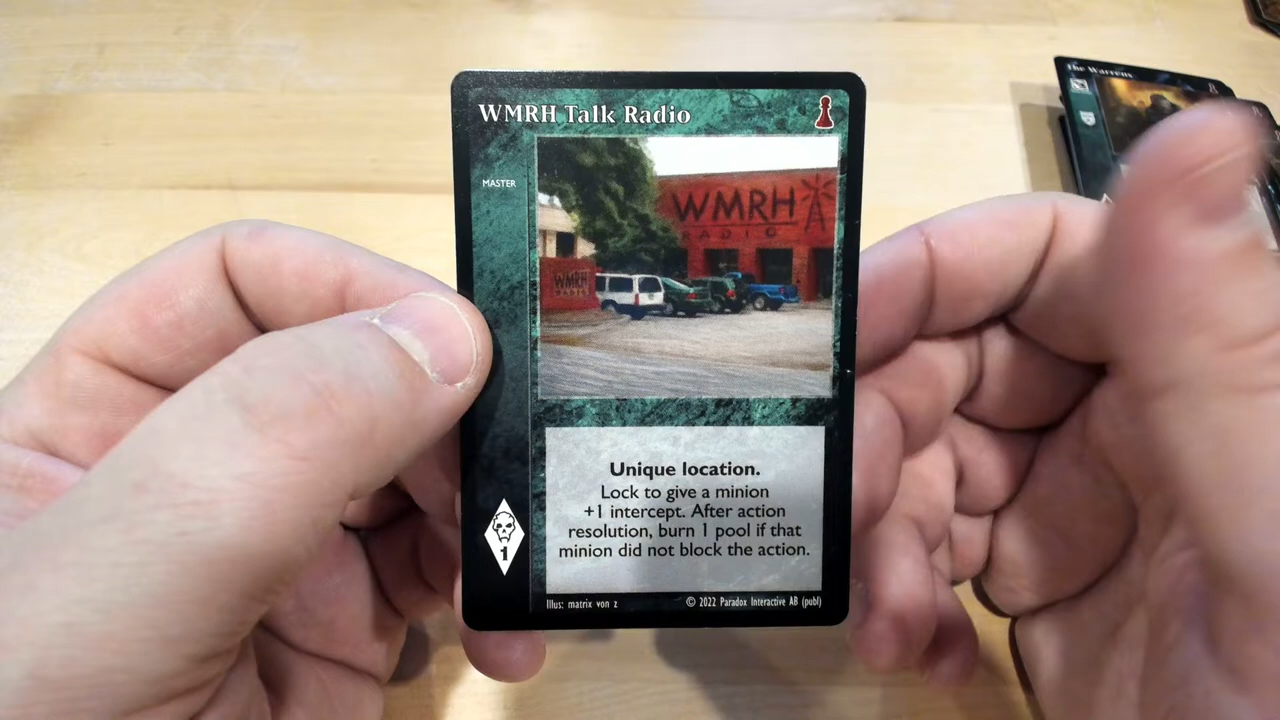 The Warrens
WMRH Talk Radio
MASTER
WMRH
RADIO
WMRH
RADIO
Unique location.
Lock to give a minion
+1 intercept. After action
resolution, burn 1 pool if that
minion did not block the action.
1
Illus: matrix von z
© 2022 Paradox Interactive AB (publ)